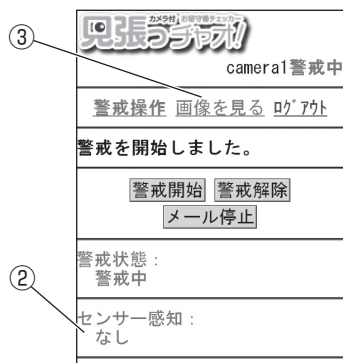 カメラ付 お留守番チェッカー
見張っちゃオ!
camera1警戒中
③
警戒操作 画像を見る ログアウト
警戒を開始しました。
警戒開始 警戒解除
メール停止
警戒状態:
警戒中
②
センサー感知:
なし